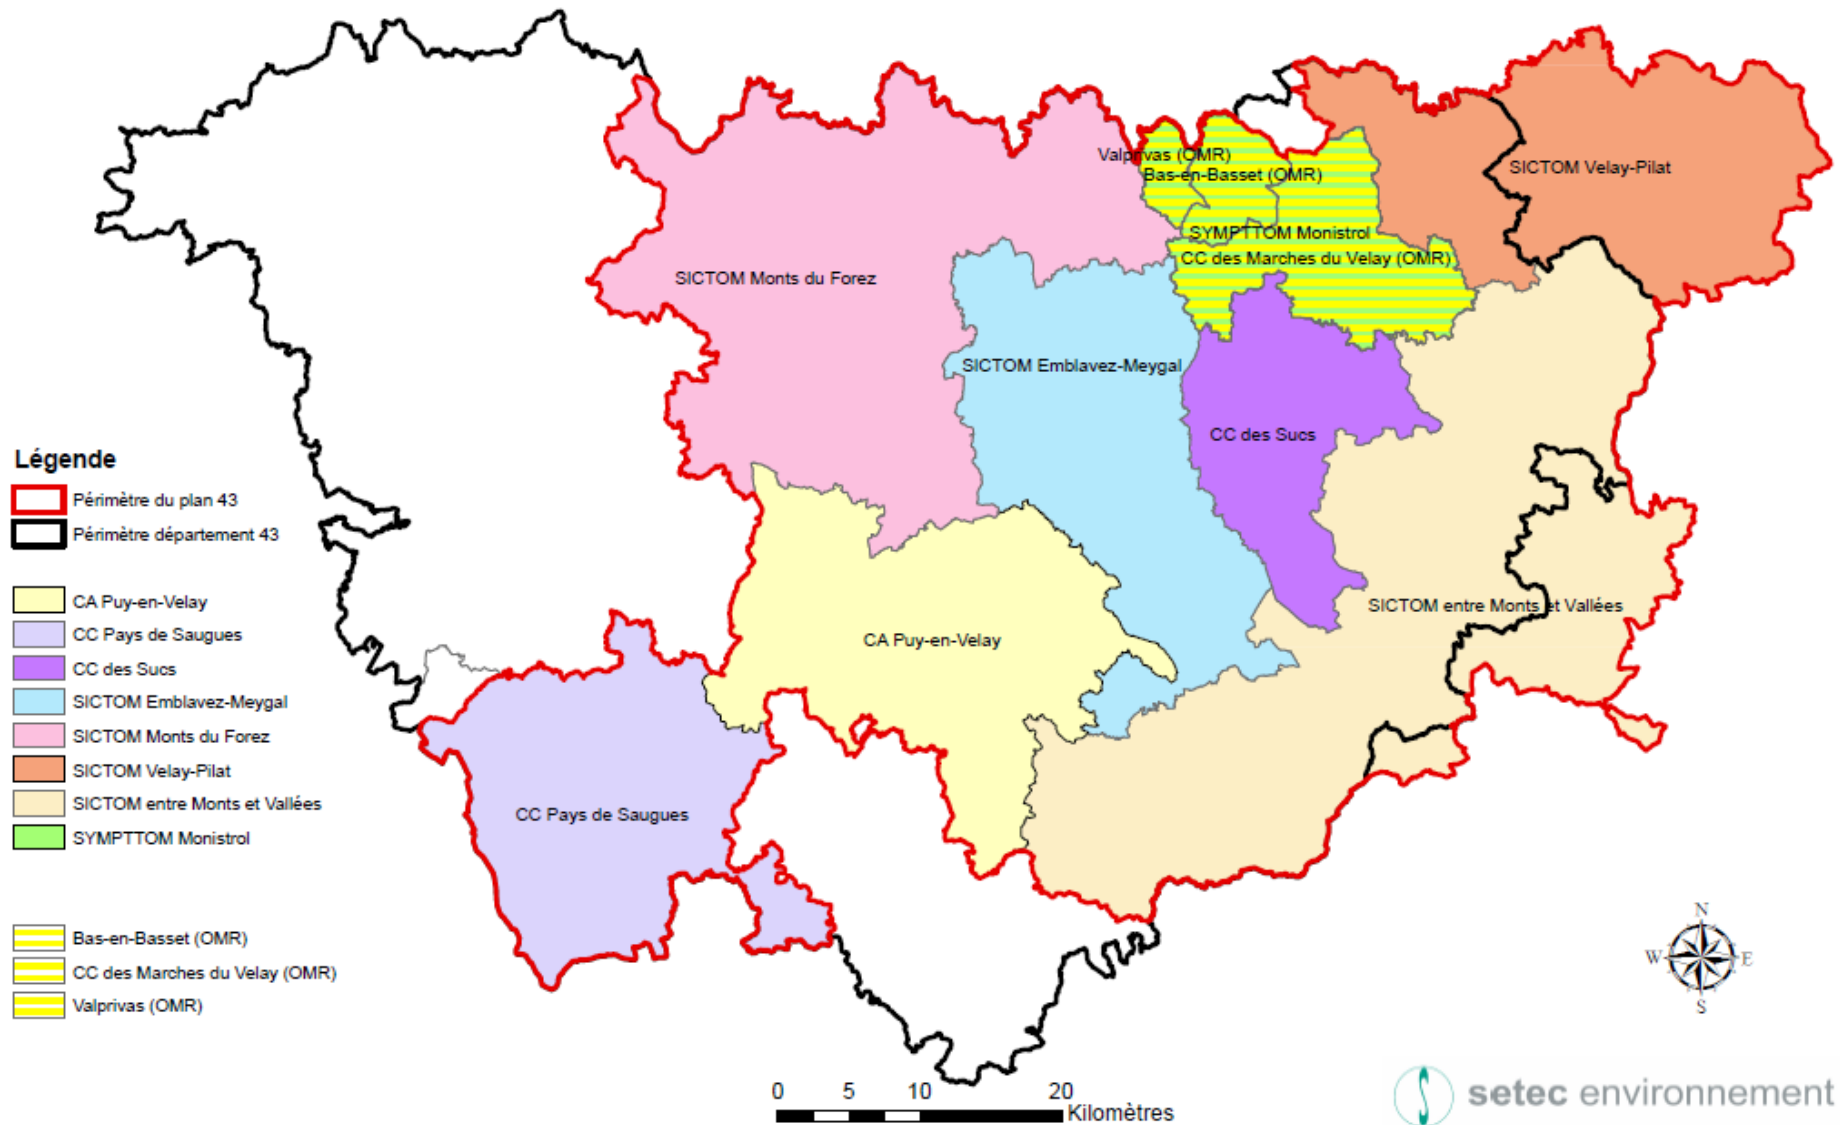 Valprivas (OMR)
Bas-en-Basset (OMR)
SICTOM Velay-Pilat
SYMPTTOM Monistrol
CC des Marches du Velay (OMR)
SICTOM Monts du Forez
SICTOM Emblavez-Meygal
CC des Sucs
SICTOM entre Monts et Vallées
CA Puy-en-Velay
CC Pays de Saugues
Légende
Périmètre du plan 43
Périmètre département 43
CA Puy-en-Velay
CC Pays de Saugues
CC des Sucs
SICTOM Emblavez-Meygal
SICTOM Monts du Forez
SICTOM Velay-Pilat
SICTOM entre Monts et Vallées
SYMPTTOM Monistrol
Bas-en-Basset (OMR)
CC des Marches du Velay (OMR)
Valprivas (OMR)
N
W E
S
0 5 10 20
Kilomètres
setec environnement